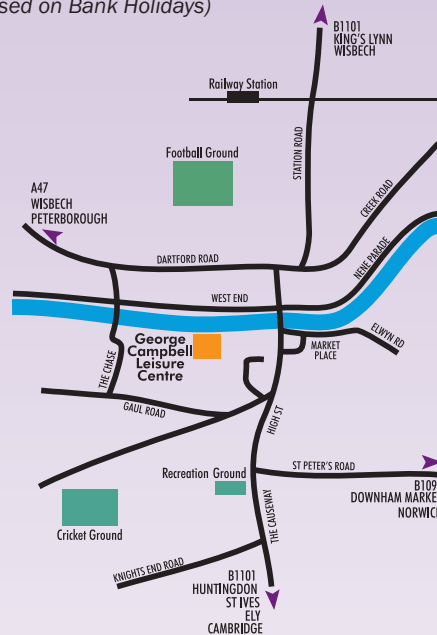 sed on Bank Holidays)
B1101
KING'S LYNN
WISBECH
Railway Station
STATION ROAD
Football Ground
CREEK ROAD
A47
WISBECH
PETERBOROUGH
DARTFORD ROAD
NENE PARADE
WEST END
George
Campbell
Leisure
Centre
MARKET
PLACE
ELWYN RD
THE CHASE
GAUL ROAD
HIGH ST
Recreation Ground
ST PETER'S ROAD
B109
DOWNHAM MARKE
NORWIC
Cricket Ground
THE CAUSEWAY
KNIGHTS END ROAD
B1101
HUNTINGDON
ST IVES
ELY
CAMBRIDGE